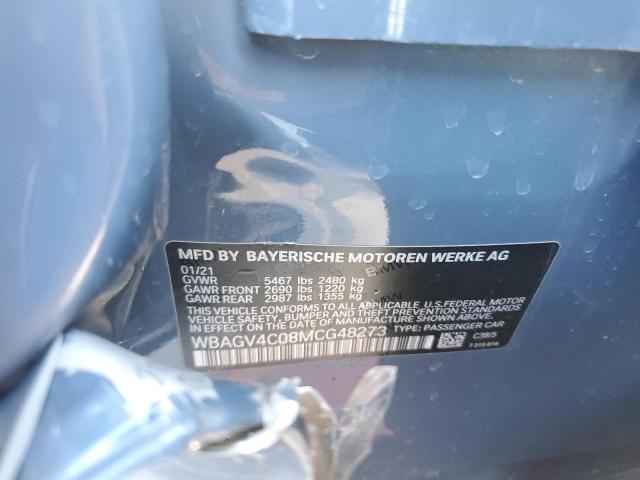 MFD BY BAYERISCHE MOTOREN WERKE AG
01/21
GVWR 5467 lbs 2480 kg
GAWR FRONT 2690 lbs 1220 kg
GAWR REAR 2987 lbs 1355 kg
THIS VEHICLE CONFORMS TO ALL APPLICABLE U.S. FEDERAL MOTOR
VEHICLE SAFETY, BUMPER, AND THEFT PREVENTION STANDARDS
IN EFFECT ON THE DATE OF MANUFACTURE SHOWN ABOVE.
WBAGV4C08MCG48273 TYPE: PASSENGER CAR
C38/5